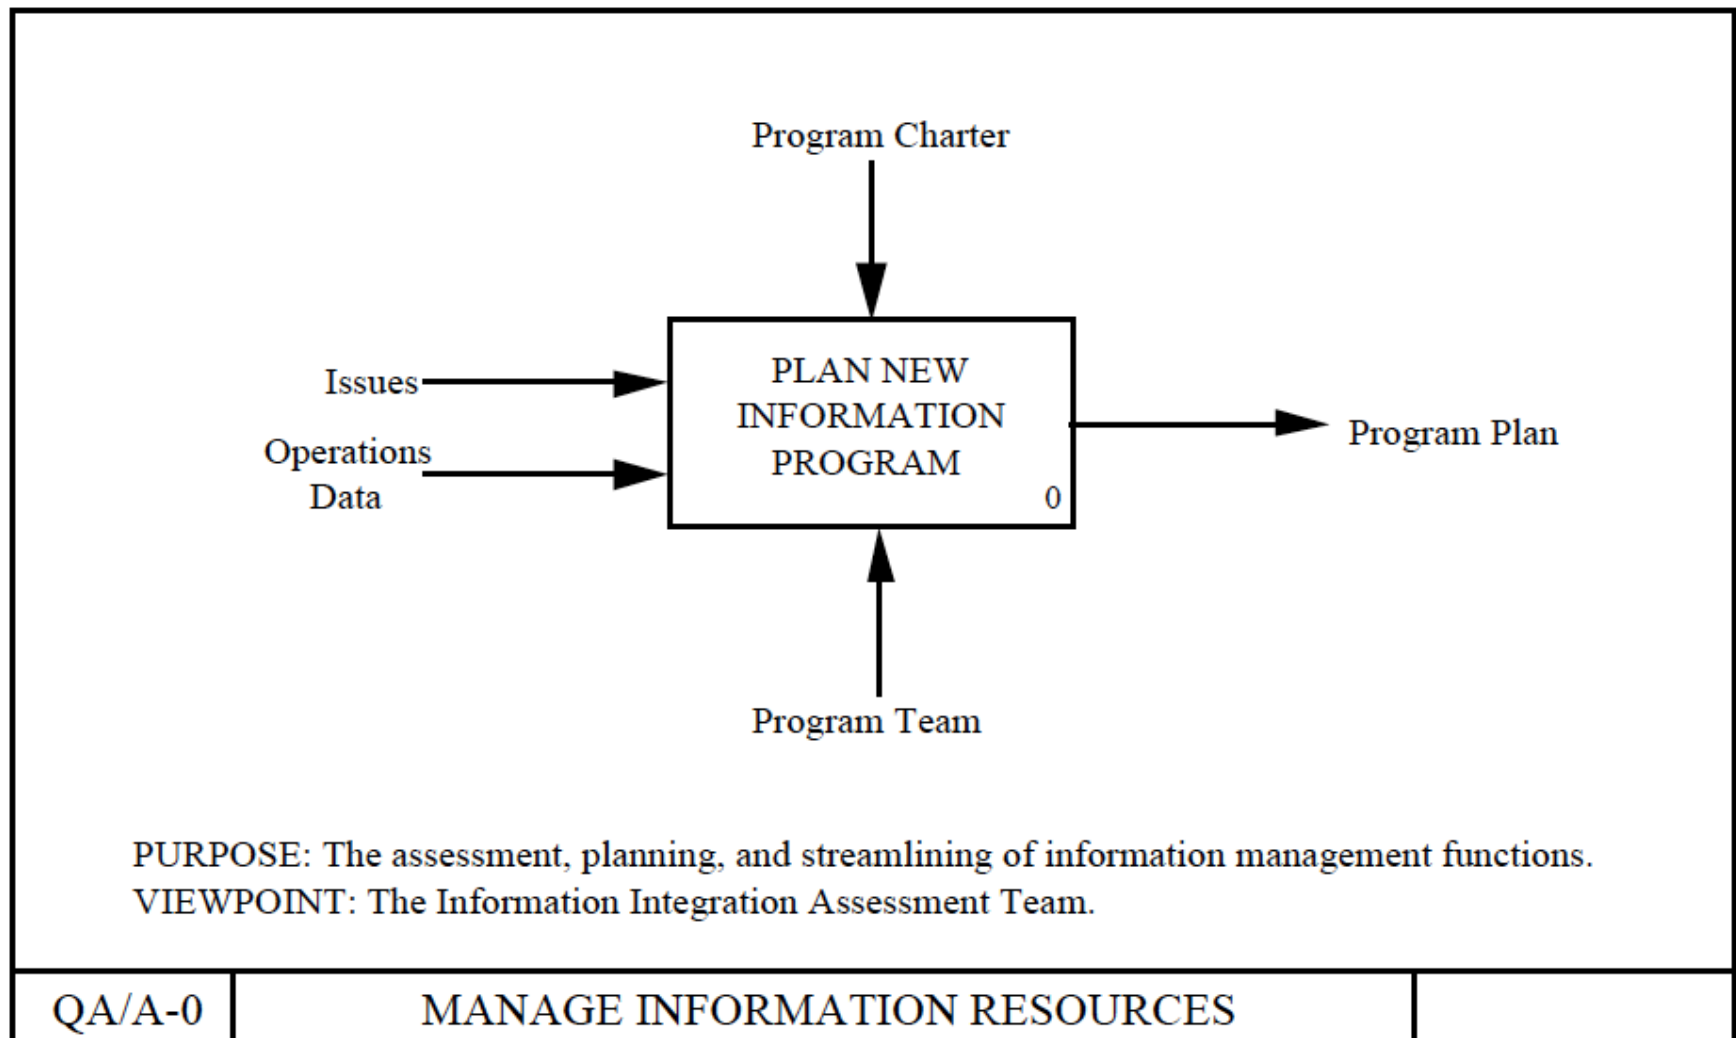 Program Charter
Issues
Operations
Data
PLAN NEW
INFORMATION
PROGRAM
0
Program Plan
Program Team
PURPOSE: The assessment, planning, and streamlining of information management functions.
VIEWPOINT: The Information Integration Assessment Team.
QA/A-0
MANAGE INFORMATION RESOURCES